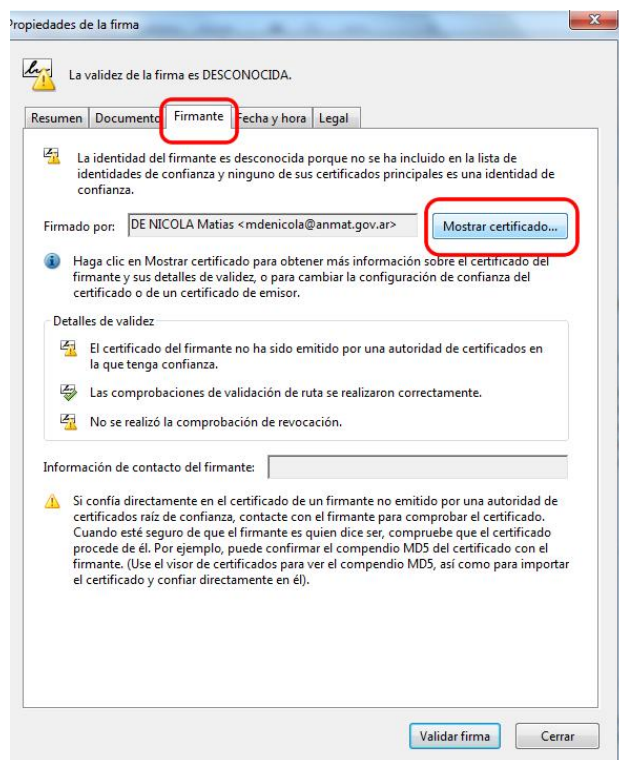 Propiedades de la firma
La validez de la firma es DESCONOCIDA.
Resumen Documento Firmante Fecha y hora Legal
La identidad del firmante es desconocida porque no se ha incluido en la lista de
identidades de confianza y ninguno de sus certificados principales es una identidad de
confianza.
Firmado por: DE NICOLA Matias <mdenicola@anmat.gov.ar> Mostrar certificado...
Haga clic en Mostrar certificado para obtener más información sobre el certificado del
firmante y sus detalles de validez, o para cambiar la configuración de confianza del
certificado o de un certificado de emisor.
Detalles de validez
El certificado del firmante no ha sido emitido por una autoridad de certificados en
la que tenga confianza.
Las comprobaciones de validación de ruta se realizaron correctamente.
No se realizó la comprobación de revocación.
Información de contacto del firmante:
Si confía directamente en el certificado de un firmante no emitido por una autoridad de
certificados raíz de confianza, contacte con el firmante para comprobar el certificado.
Cuando esté seguro de que el firmante es quien dice ser, compruebe que el certificado
procede de él. Por ejemplo, puede confirmar el compendio MD5 del certificado con el
firmante. (Use el visor de certificados para ver el compendio MD5, así como para importar
el certificado y confiar directamente en él).
Validar firma Cerrar